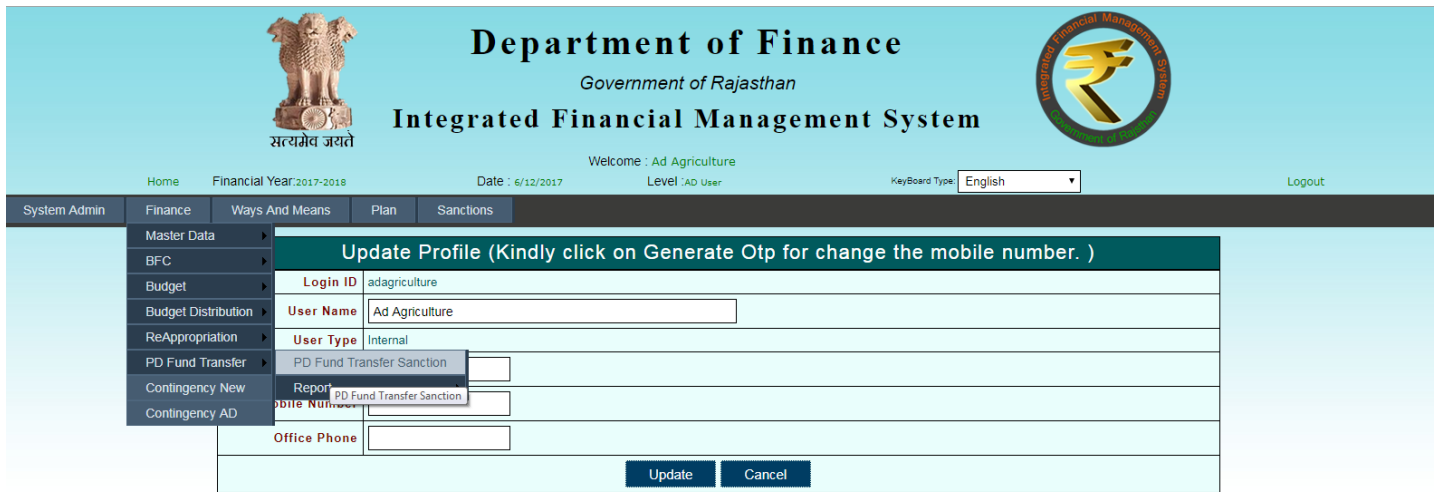 Department of Finance
Government of Rajasthan
Integrated Financial Management System
सत्यमेव जयते
Integrated Financial Management System
Government of Rajasthan
Welcome : Ad Agriculture
Home Financial Year:2017-2018 Date : 6/12/2017 Level :AD User KeyBoard Type: English Logout
System Admin Finance Ways And Means Plan Sanctions
Master Data
BFC
Budget
Budget Distribution
ReAppropriation
PD Fund Transfer
Contingency New
Contingency AD
PD Fund Transfer Sanction
Report
PD Fund Transfer Sanction
Update Profile (Kindly click on Generate Otp for change the mobile number. )
Login ID adagriculture
User Name Ad Agriculture
User Type Internal
Number
Office Phone
Update Cancel